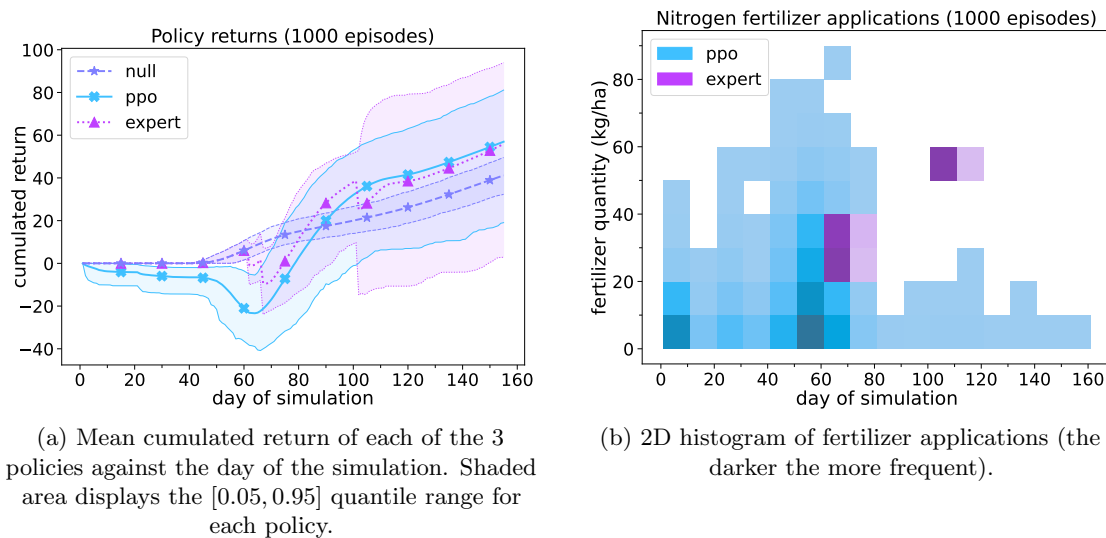 Policy returns (1000 episodes)
100
80
60
40
20
0
−20
−40
cumulated return
null
ppo
expert
0 20 40 60 80 100 120 140 160
day of simulation
(a) Mean cumulated return of each of the 3
policies against the day of the simulation. Shaded
area displays the [0.05, 0.95] quantile range for
each policy.
Nitrogen fertilizer applications (1000 episodes)
80
60
40
20
0
fertilizer quantity (kg/ha)
ppo
expert
0 20 40 60 80 100 120 140 160
day of simulation
(b) 2D histogram of fertilizer applications (the
darker the more frequent).